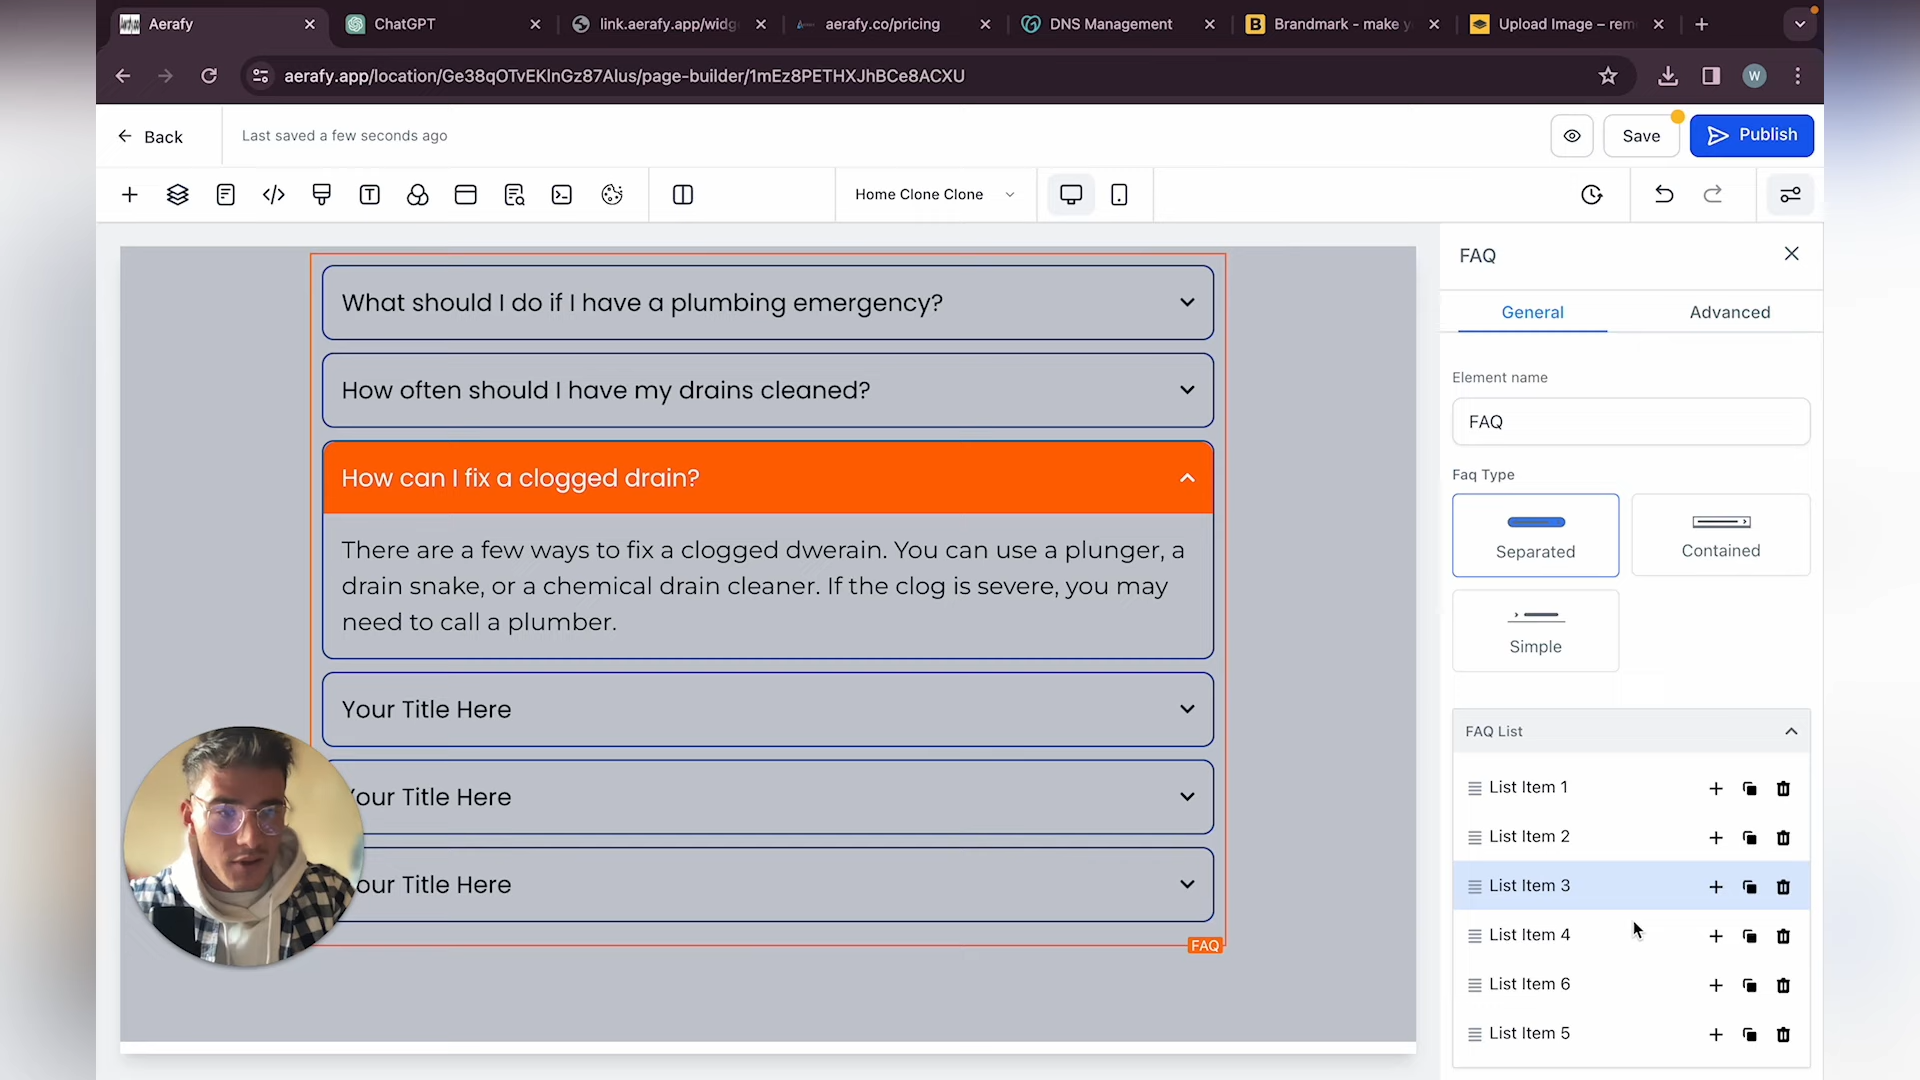 Aerafy
ChatGPT
link.aerafy.app/widg
aerafy.co/pricing
DNS Management
Brandmark - make y
Upload Image – rem
aerafy.app/location/Ge38qOTvEKlnGz87Alus/page-builder/1mEz8PETHXJhBCe8ACXU
W
Back
Last saved a few seconds ago
Save
Publish
Home Clone Clone
What should I do if I have a plumbing emergency?
How often should I have my drains cleaned?
How can I fix a clogged drain?
There are a few ways to fix a clogged dwerain. You can use a plunger, a
drain snake, or a chemical drain cleaner. If the clog is severe, you may
need to call a plumber.
Your Title Here
Your Title Here
Your Title Here
FAQ
FAQ
General
Advanced
Element name
FAQ
Faq Type
Separated
Contained
Simple
FAQ List
List Item 1
List Item 2
List Item 3
List Item 4
List Item 6
List Item 5